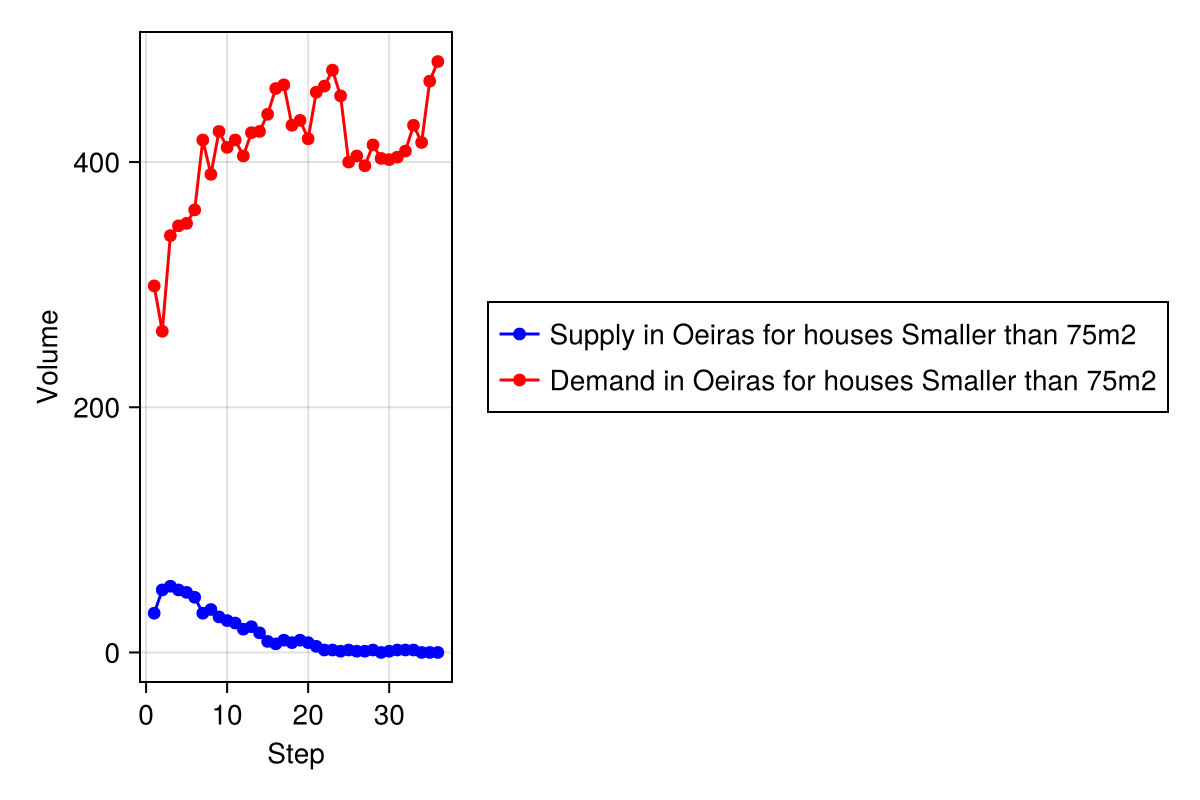 Volume
400
200
0
0 10 20 30
Step
Supply in Oeiras for houses Smaller than 75m2
Demand in Oeiras for houses Smaller than 75m2